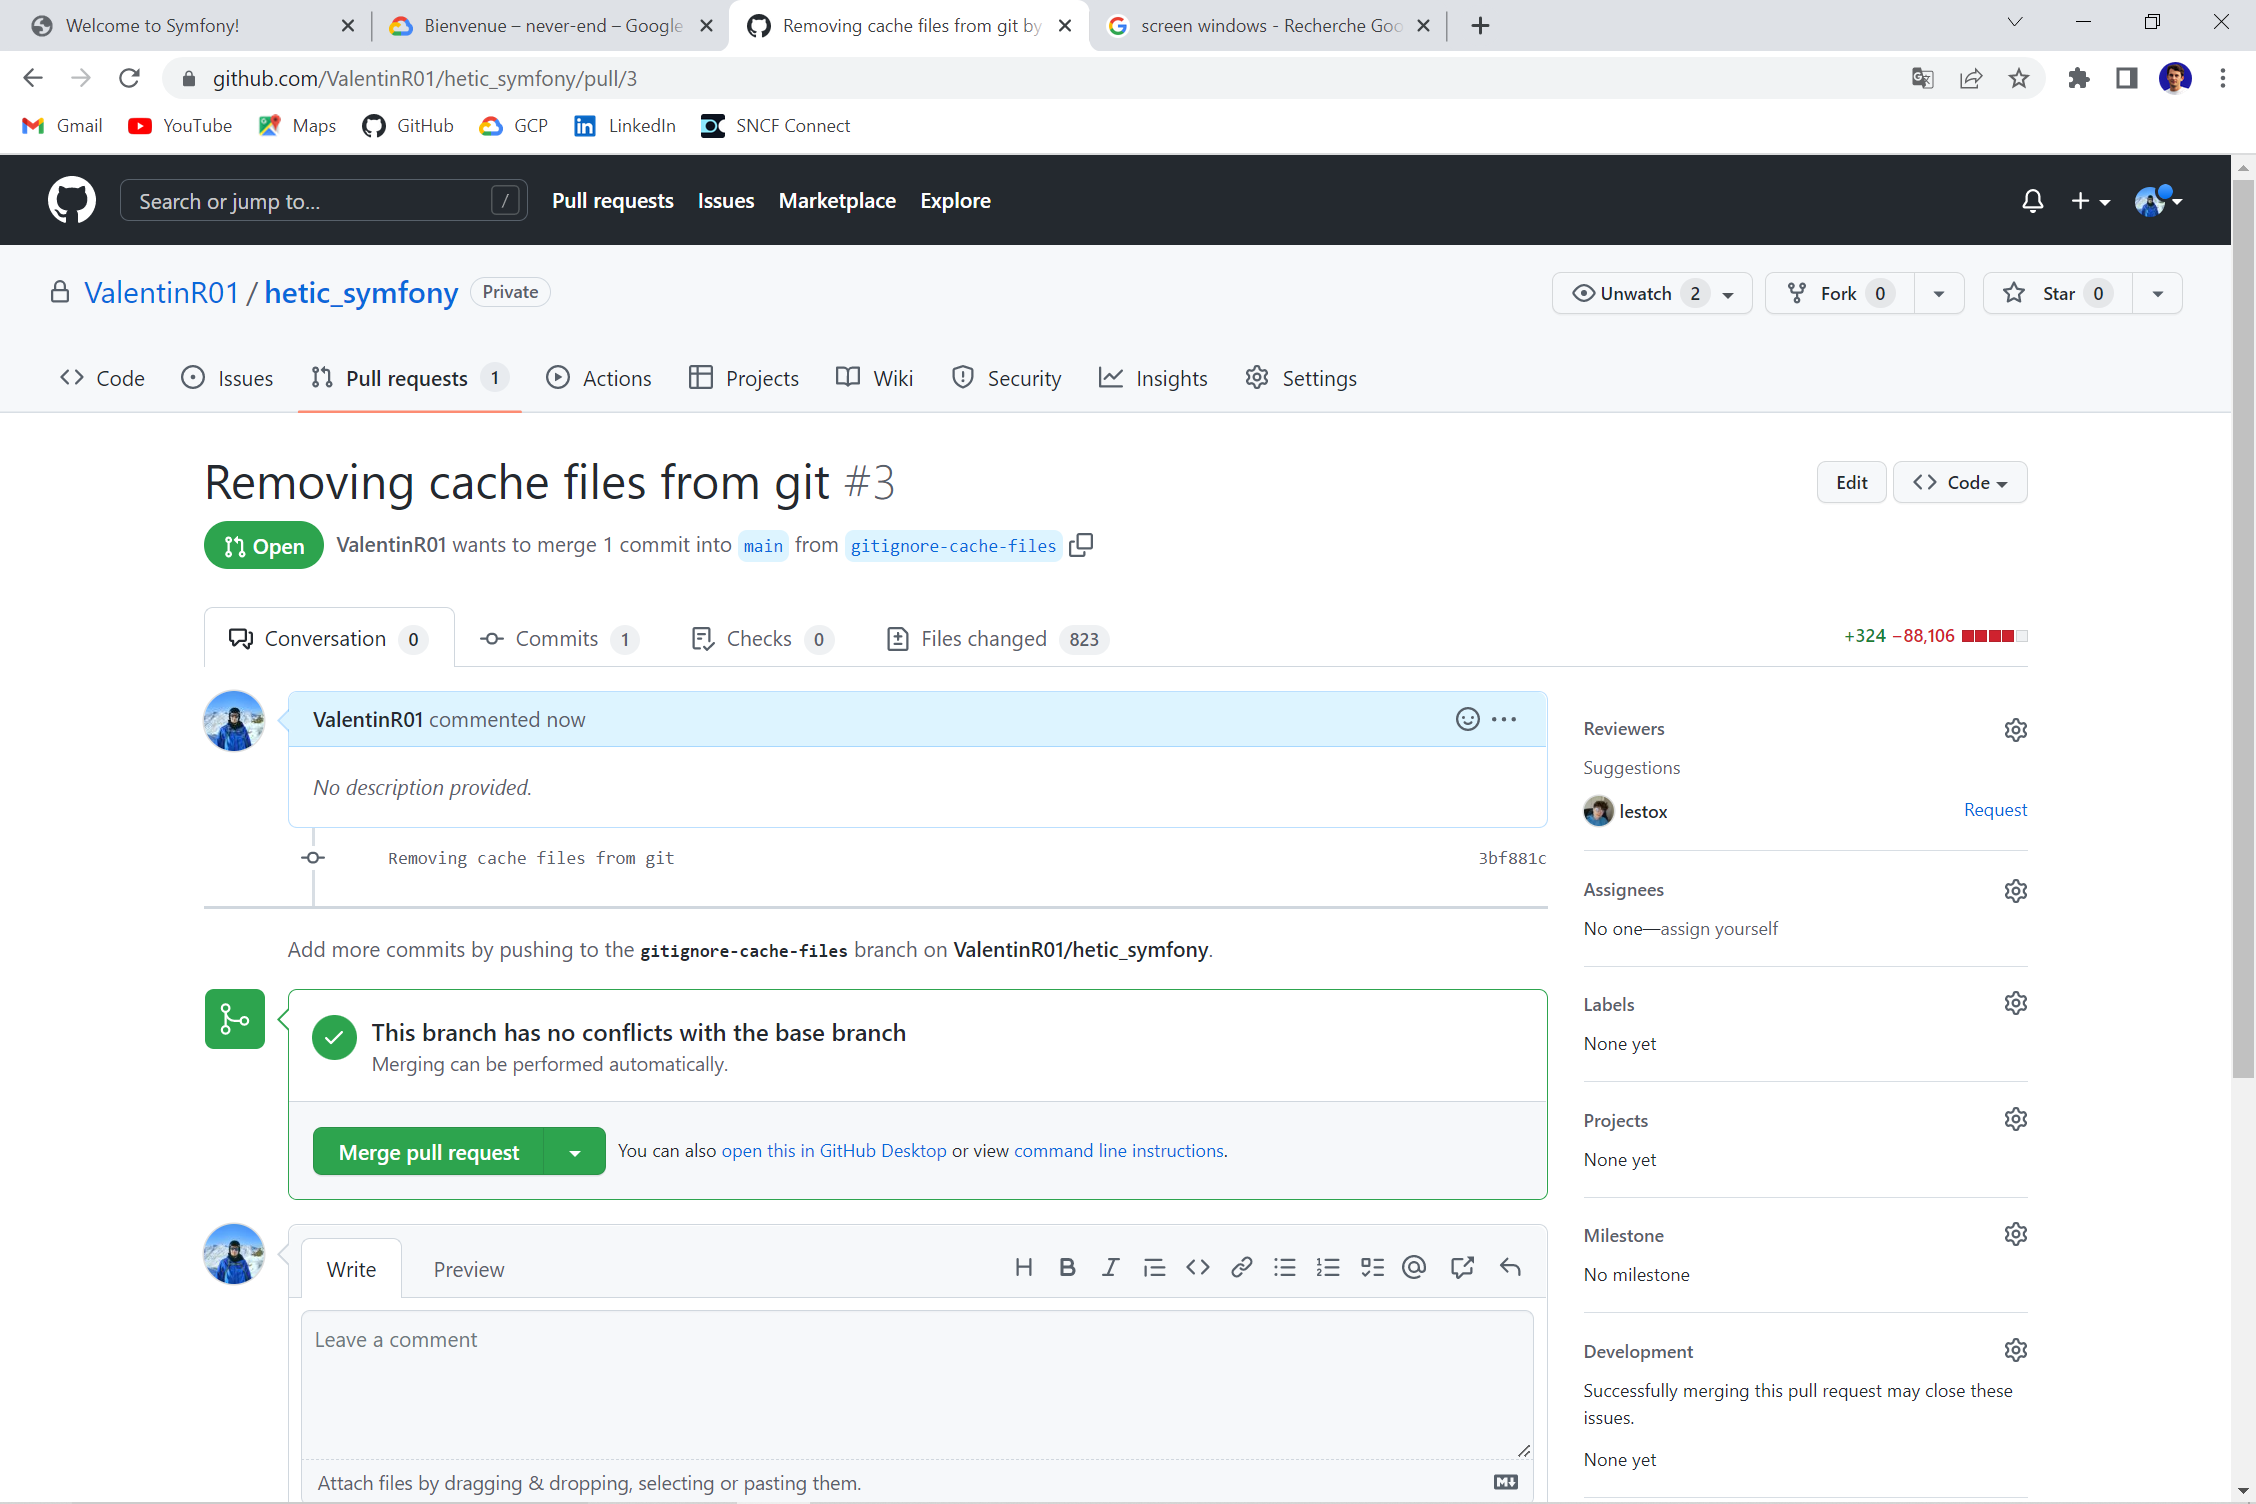 Welcome to Symfony!
Bienvenue – never-end – Google
Removing cache files from git by
screen windows - Recherche Goo
github.com/ValentinR01/hetic_symfony/pull/3
Gmail YouTube Maps GitHub GCP LinkedIn SNCF Connect
Search or jump to... /
Pull requests Issues Marketplace Explore
ValentinR01 / hetic_symfony Private
Unwatch 2 Fork 0 Star 0
Code Issues Pull requests 1 Actions Projects Wiki Security Insights Settings
Removing cache files from git #3
Edit Code
Open ValentinR01 wants to merge 1 commit into main from gitignore-cache-files
Conversation 0 Commits 1 Checks 0 Files changed 823
+324 −88,106
ValentinR01 commented now
No description provided.
Removing cache files from git 3bf881c
Add more commits by pushing to the gitignore-cache-files branch on ValentinR01/hetic_symfony.
This branch has no conflicts with the base branch
Merging can be performed automatically.
Merge pull request
You can also open this in GitHub Desktop or view command line instructions.
Write Preview
Leave a comment
Attach files by dragging & dropping, selecting or pasting them.
Reviewers
Suggestions
lestox Request
Assignees
No one—assign yourself
Labels
None yet
Projects
None yet
Milestone
No milestone
Development
Successfully merging this pull request may close these
issues.
None yet